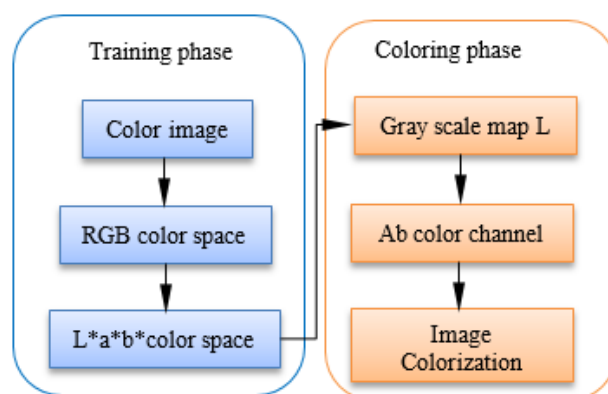 Training phase
Color image
RGB color space
L*a*b*color space
Coloring phase
Gray scale map L
Ab color channel
Image
Colorization